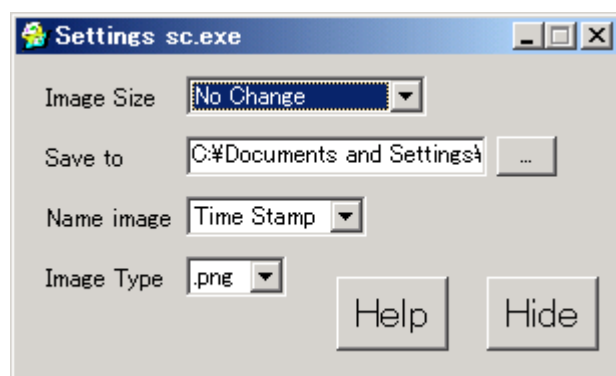 Settings sc.exe
Image Size No Change
Save to C:¥Documents and Settings¥ ...
Name image Time Stamp
Image Type .png
Help Hide